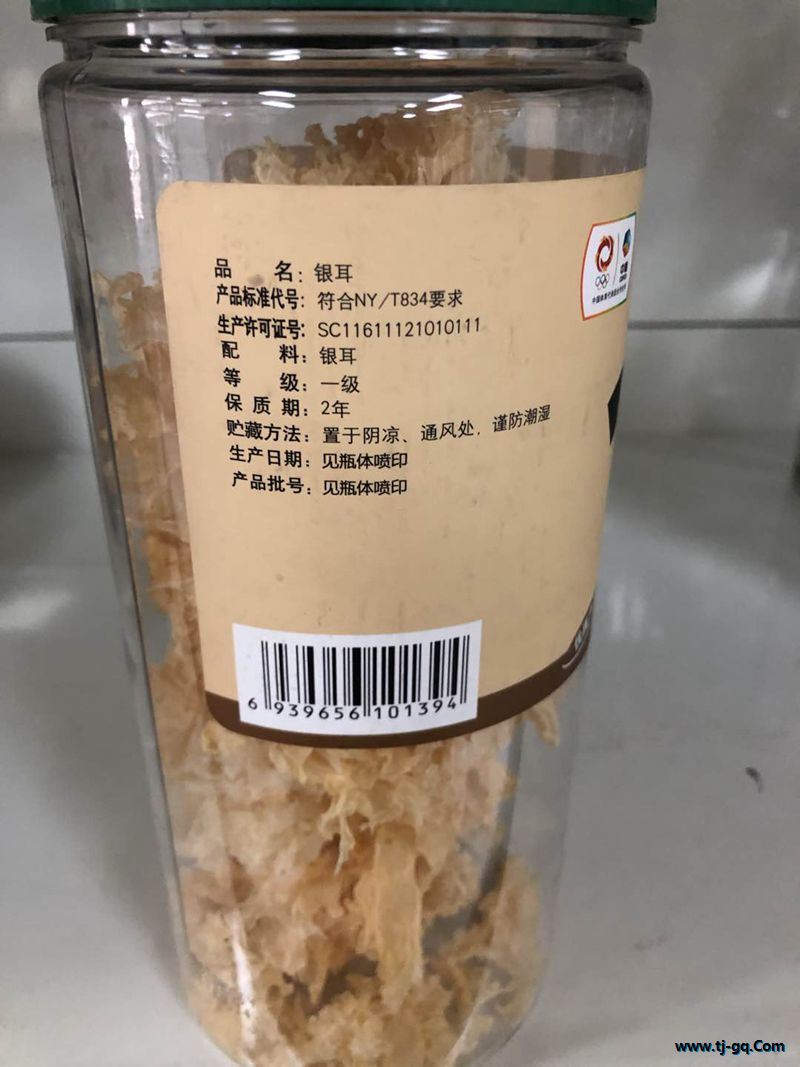 品 名：银耳
产品标准代号：符合NY/T834要求
生产许可证号：SC11611121010111
配 料：银耳
等 级：一级
保 质 期：2年
贮藏方法：置于阴凉、通风处，谨防潮湿
生产日期：见瓶体喷印
产品批号：见瓶体喷印
6 939656 101394
www.tj-gq.Com